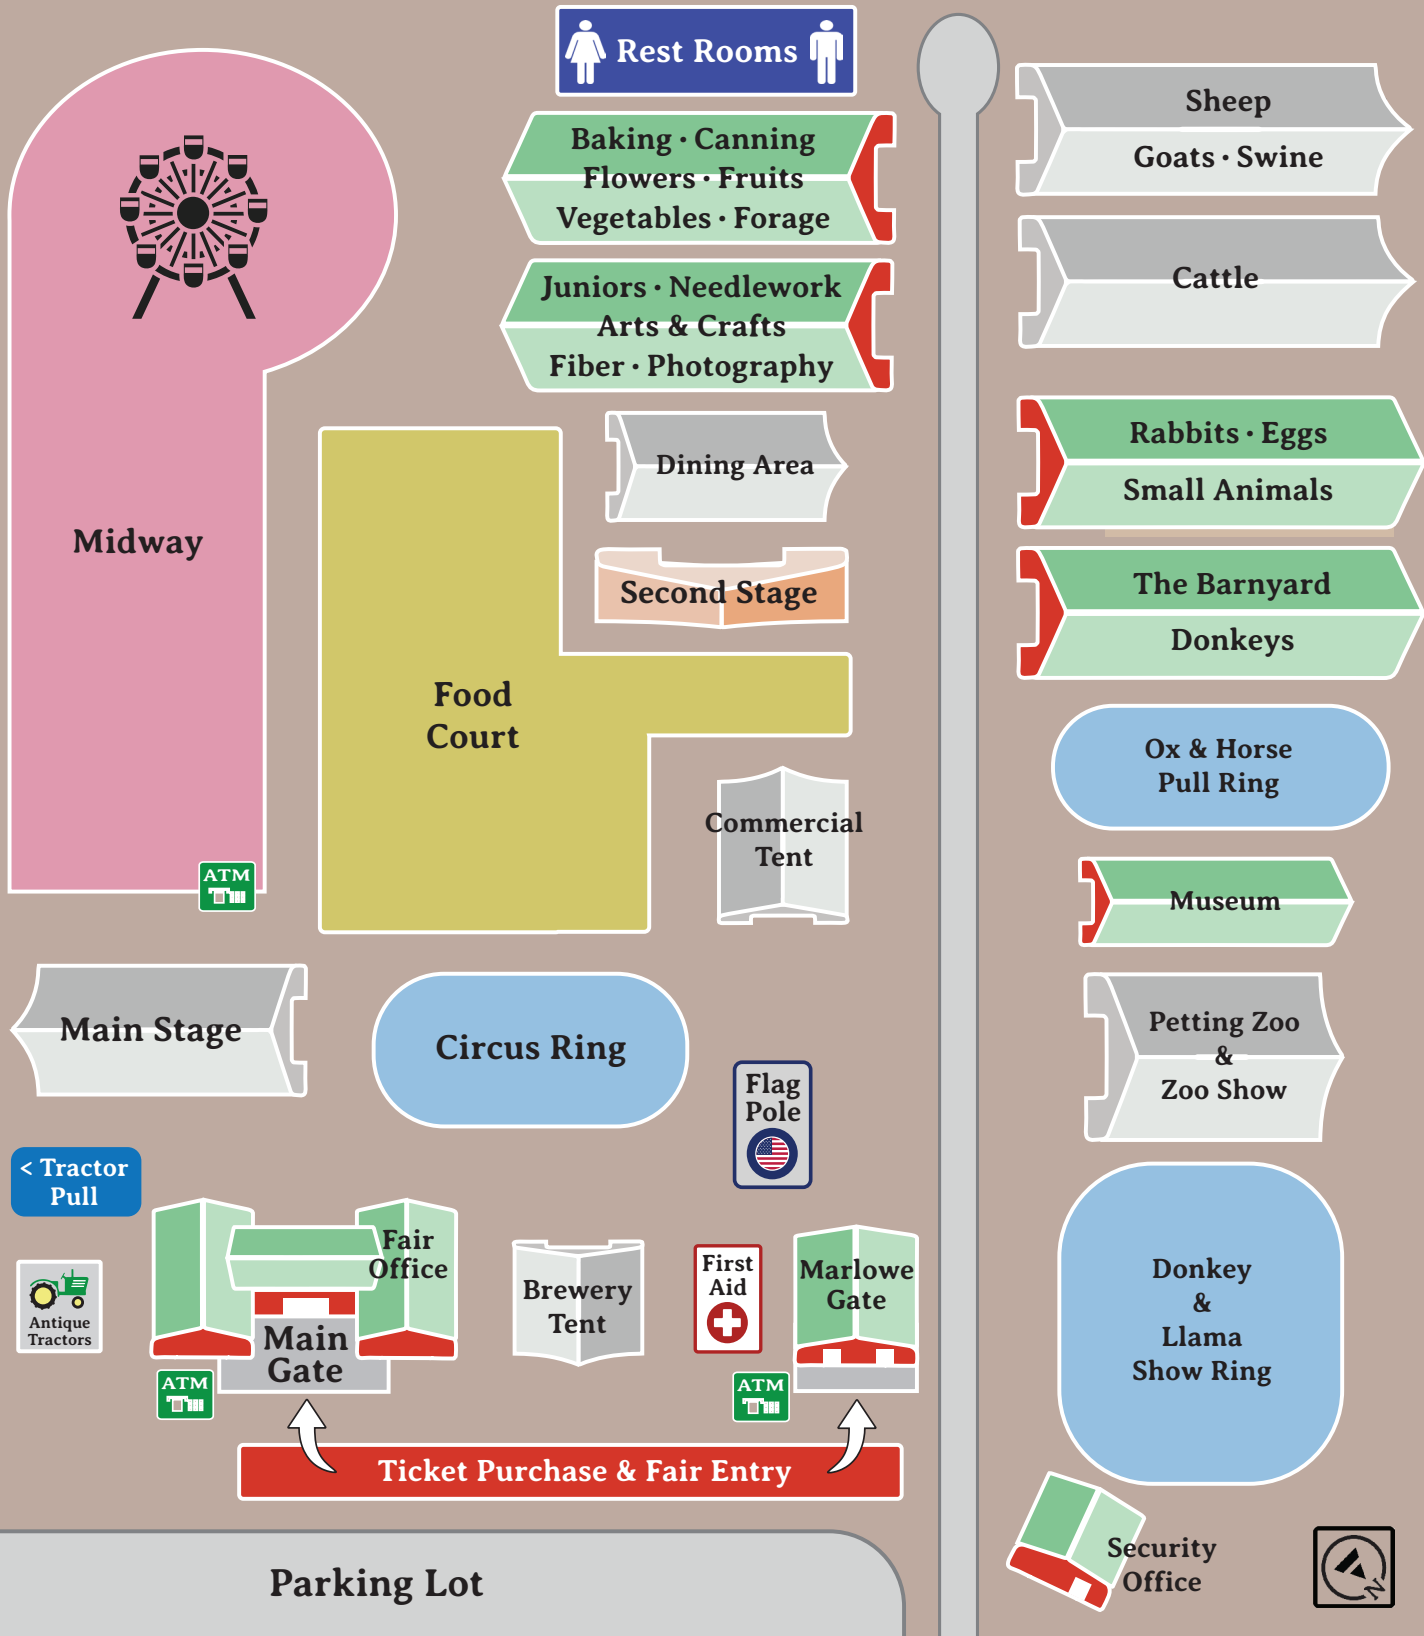 Rest Rooms
Baking · Canning
Flowers · Fruits
Vegetables · Forage
Juniors · Needlework
Arts & Crafts
Fiber · Photography
Sheep
Goats · Swine
Cattle
Rabbits · Eggs
Small Animals
The Barnyard
Donkeys
Dining Area
Second Stage
Midway
Food
Court
Ox & Horse
Pull Ring
Commercial
Tent
ATM
Museum
Main Stage
Circus Ring
Petting Zoo
&
Zoo Show
Flag
Pole
< Tractor
Pull
Antique
Tractors
Fair
Office
Main
Gate
ATM
Brewery
Tent
First
Aid
Marlowe
Gate
ATM
Donkey
&
Llama
Show Ring
Ticket Purchase & Fair Entry
Parking Lot
Security
Office
N